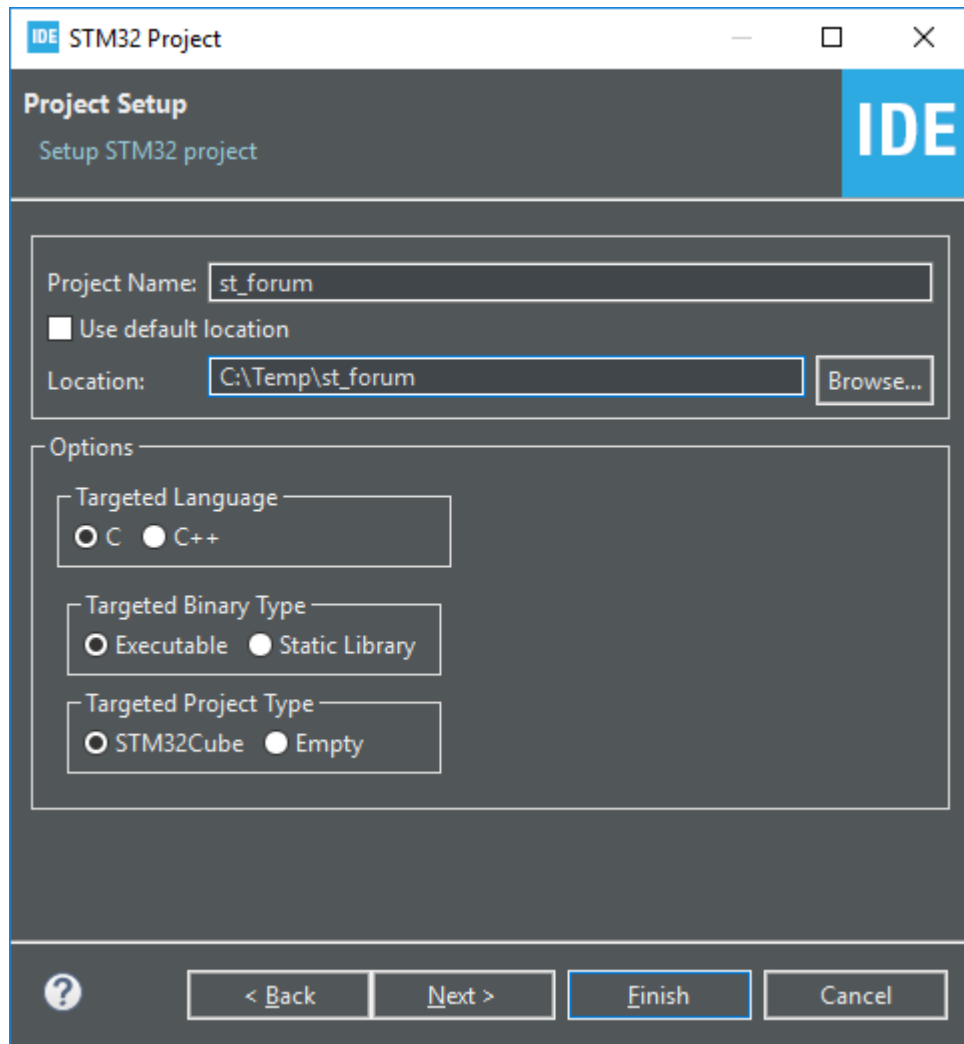 IDE STM32 Project
Project Setup
Setup STM32 project
IDE
Project Name: st_forum
Use default location
Location: C:\Temp\st_forum Browse...
Options
Targeted Language
C C++
Targeted Binary Type
Executable Static Library
Targeted Project Type
STM32Cube Empty
? < Back Next > Finish Cancel